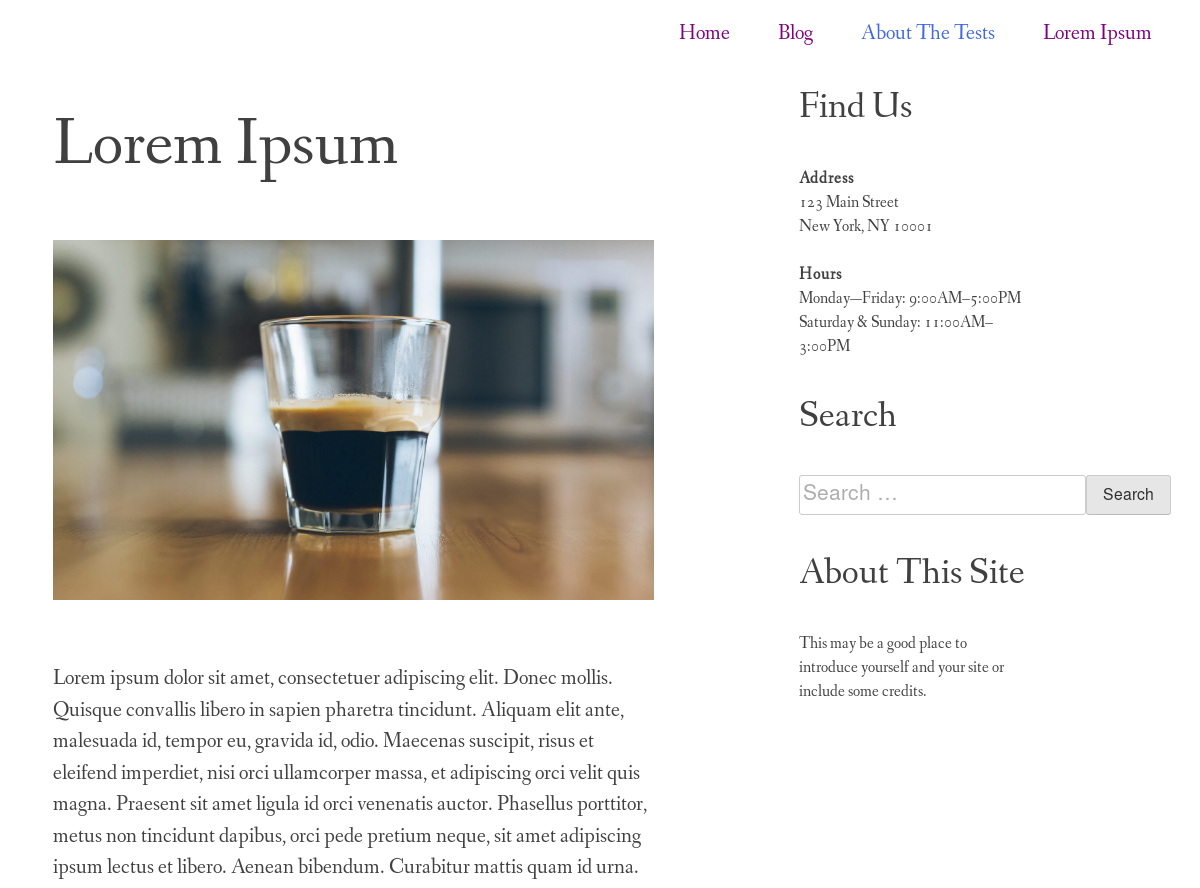 Home Blog About The Tests Lorem Ipsum
Lorem Ipsum
Lorem ipsum dolor sit amet, consectetuer adipiscing elit. Donec mollis.
Quisque convallis libero in sapien pharetra tincidunt. Aliquam elit ante,
malesuada id, tempor eu, gravida id, odio. Maecenas suscipit, risus et
eleifend imperdiet, nisi orci ullamcorper massa, et adipiscing orci velit quis
magna. Praesent sit amet ligula id orci venenatis auctor. Phasellus porttitor,
metus non tincidunt dapibus, orci pede pretium neque, sit amet adipiscing
ipsum lectus et libero. Aenean bibendum. Curabitur mattis quam id urna.
Find Us
Address
123 Main Street
New York, NY 10001
Hours
Monday—Friday: 9:00AM–5:00PM
Saturday & Sunday: 11:00AM–
3:00PM
Search
Search … Search
About This Site
This may be a good place to
introduce yourself and your site or
include some credits.